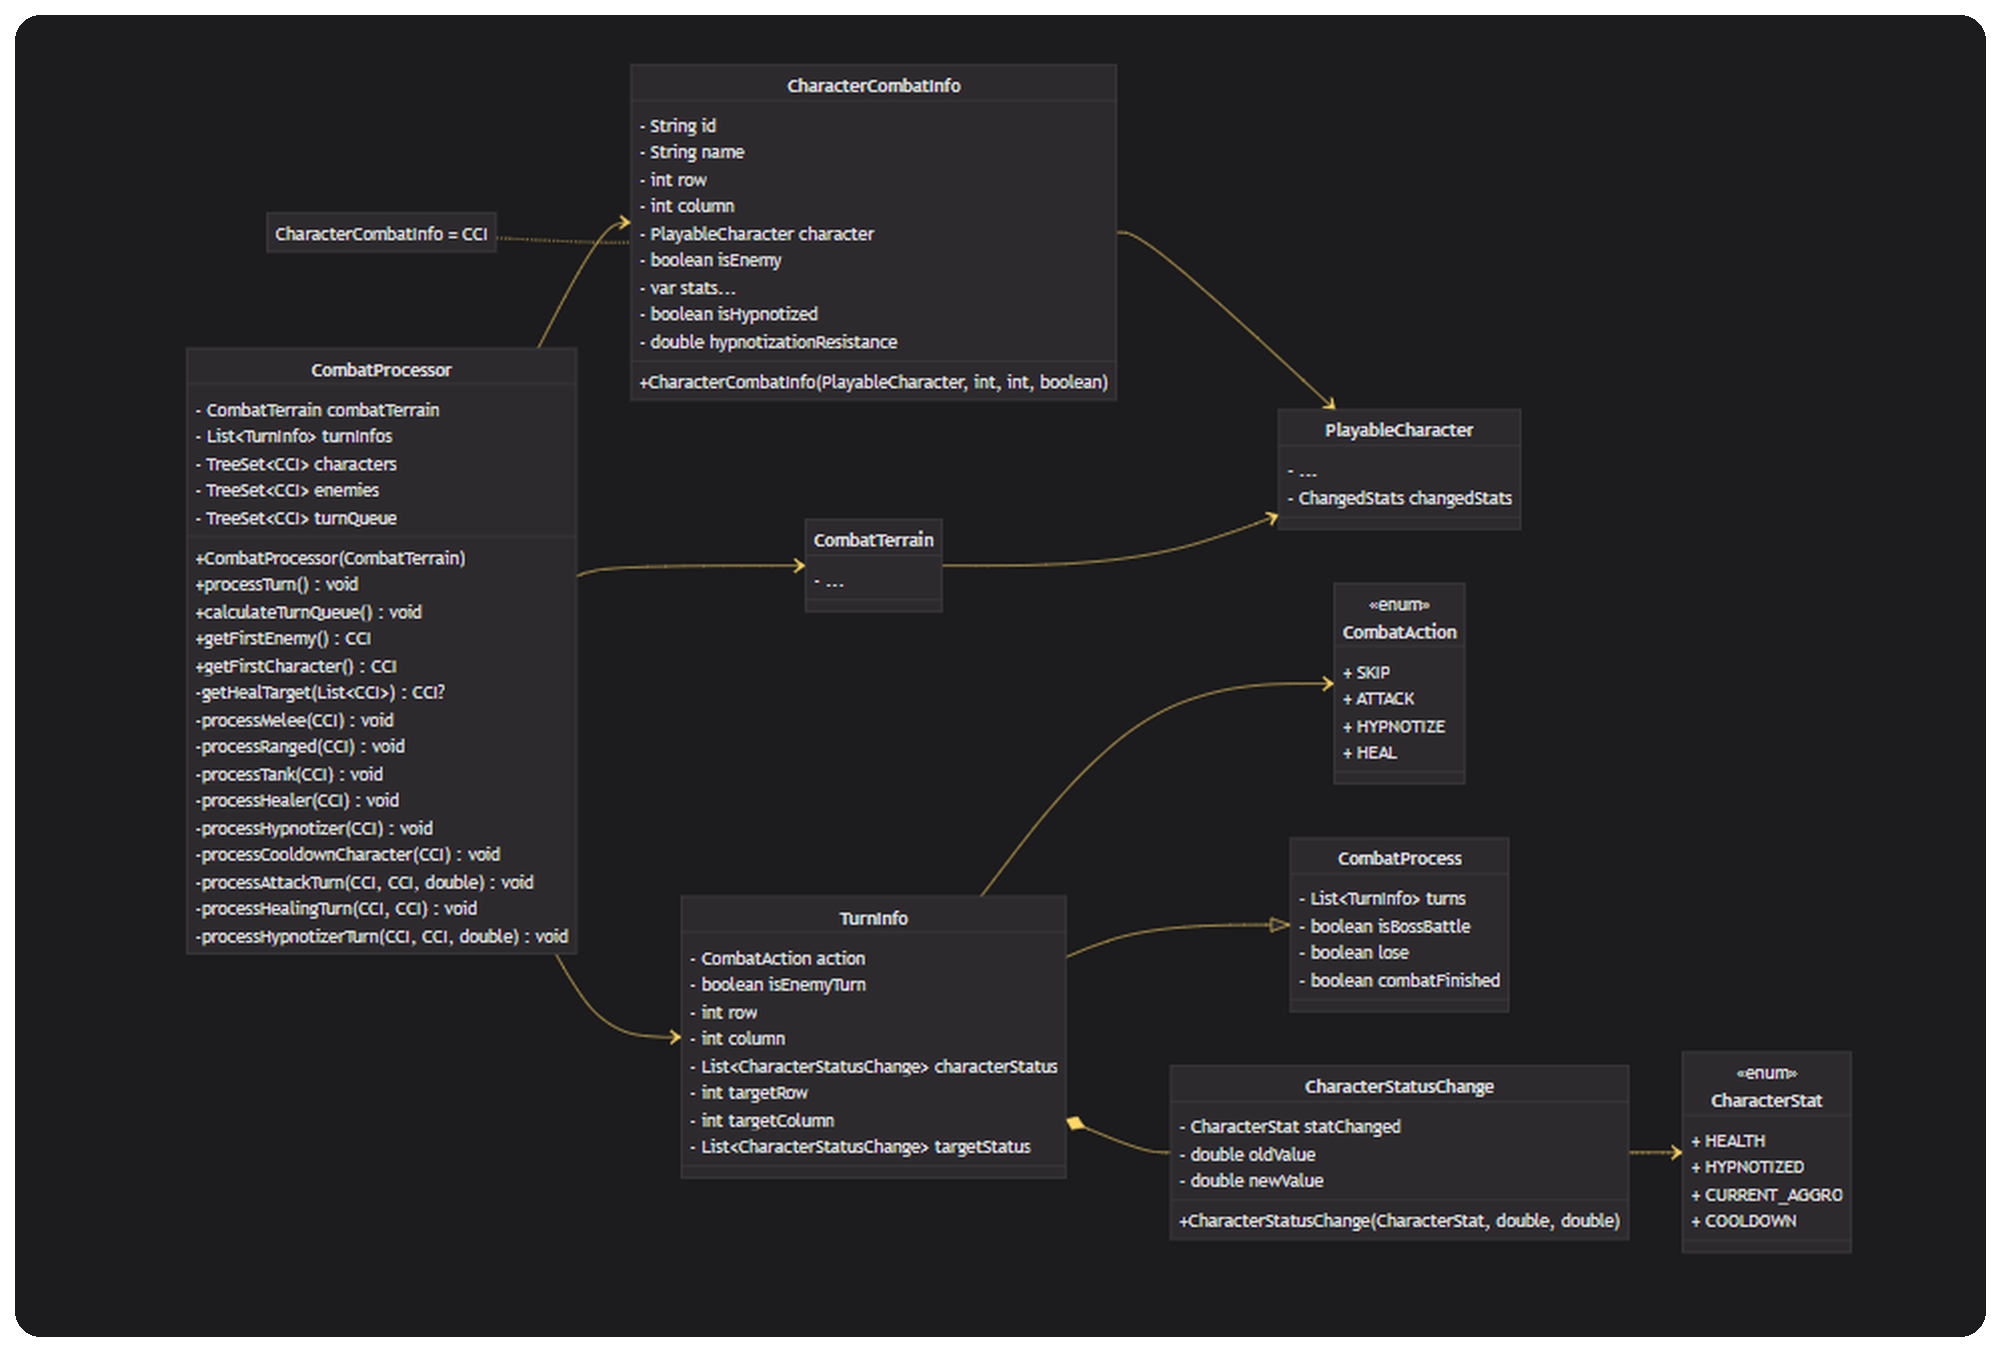 CharacterCombatInfo
- String id
- String name
- int row
- int column
- PlayableCharacter character
- boolean isEnemy
- var stats...
- boolean isHypnotized
- double hypnotizationResistance
+CharacterCombatInfo(PlayableCharacter, int, int, boolean)
CharacterCombatInfo = CCI
CombatProcessor
- CombatTerrain combatTerrain
- List<TurnInfo> turnInfos
- TreeSet<CCI> characters
- TreeSet<CCI> enemies
- TreeSet<CCI> turnQueue
+CombatProcessor(CombatTerrain)
+processTurn() : void
+calculateTurnQueue() : void
+getFirstEnemy() : CCI
+getFirstCharacter() : CCI
-getHealTarget(List<CCI>) : CCI?
-processMelee(CCI) : void
-processRanged(CCI) : void
-processTank(CCI) : void
-processHealer(CCI) : void
-processHypnotizer(CCI) : void
-processCooldownCharacter(CCI) : void
-processAttackTurn(CCI, CCI, double) : void
-processHealingTurn(CCI, CCI) : void
-processHypnotizerTurn(CCI, CCI, double) : void
PlayableCharacter
- ...
- ChangedStats changedStats
CombatTerrain
- ...
«enum»
CombatAction
+ SKIP
+ ATTACK
+ HYPNOTIZE
+ HEAL
CombatProcess
- List<TurnInfo> turns
- boolean isBossBattle
- boolean lose
- boolean combatFinished
TurnInfo
- CombatAction action
- boolean isEnemyTurn
- int row
- int column
- List<CharacterStatusChange> characterStatus
- int targetRow
- int targetColumn
- List<CharacterStatusChange> targetStatus
CharacterStatusChange
- CharacterStat statChanged
- double oldValue
- double newValue
+CharacterStatusChange(CharacterStat, double, double)
«enum»
CharacterStat
+ HEALTH
+ HYPNOTIZED
+ CURRENT_AGGRO
+ COOLDOWN